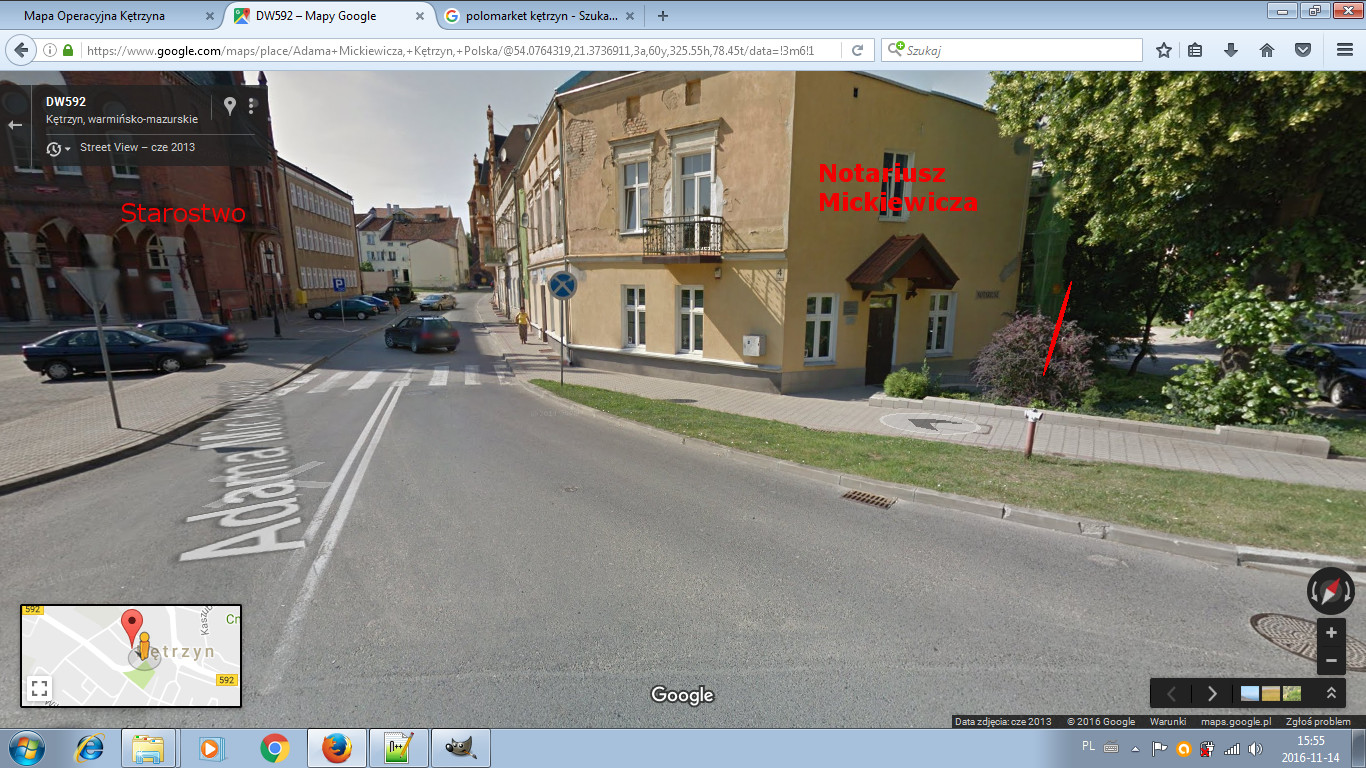 Mapa Operacyjna Kętrzyna
DW592 – Mapy Google
polomarket kętrzyn - Szuka...
https://www.google.com/maps/place/Adama+Mickiewicza,+Kętrzyn,+Polska/@54.0764319,21.3736911,3a,60y,325.55h,78.45t/data=!3m6!1
Szukaj
DW592
Kętrzyn, warmińsko-mazurskie
Street View – cze 2013
Notariusz
Mickiewicza
Starostwo
P
4
Adama Mickiewicza
592
Kaszub
Cm
Kętrzyn
592
Google
Data zdjęcia: cze 2013 © 2016 Google Warunki maps.google.pl Zgłoś problem
N++
PL
15:55
2016-11-14